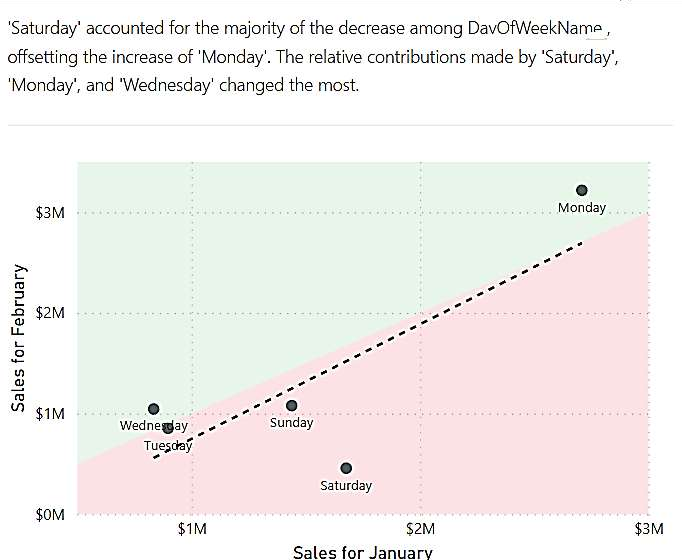 'Saturday' accounted for the majority of the decrease among DavOfWeekName,
offsetting the increase of 'Monday'. The relative contributions made by 'Saturday',
'Monday', and 'Wednesday' changed the most.
$3M
Monday
$2M
Sales for February
$1M
Wednesday
Sunday
Tuesday
Saturday
$0M
$1M
$2M
$3M
Sales for January